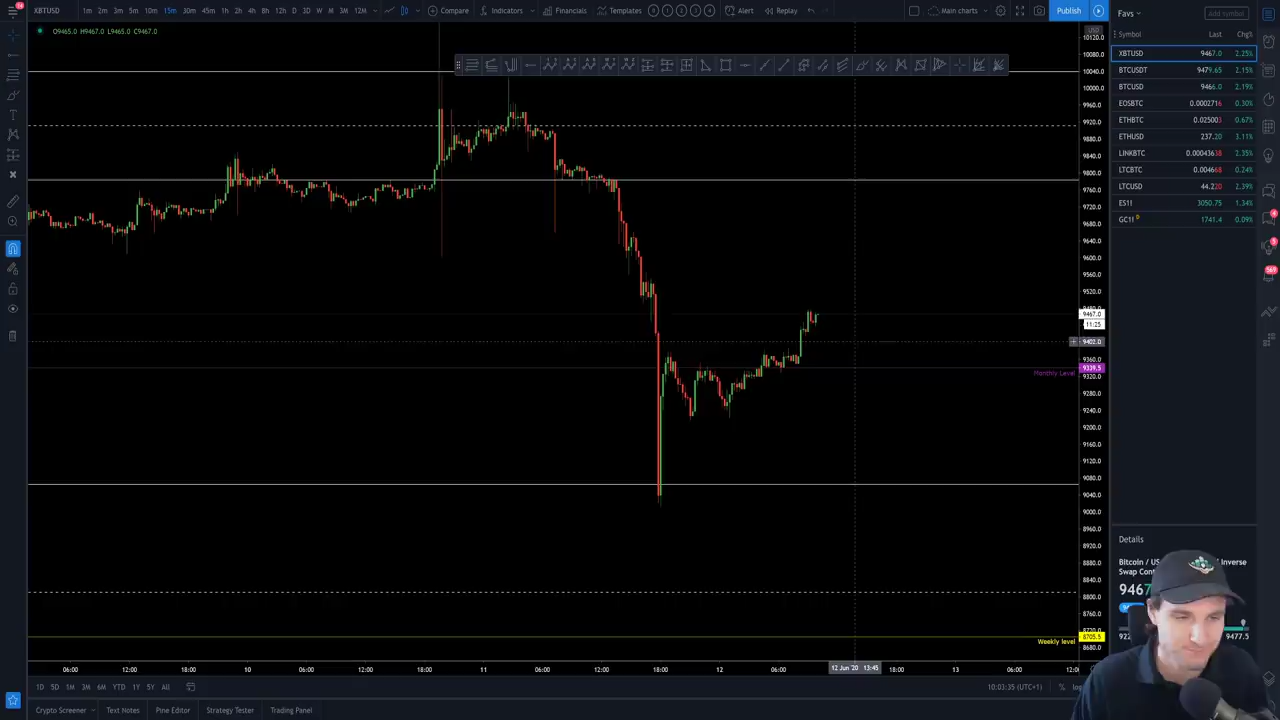 XBTUSD 1m 2m 3m 5m 10m 15m 30m 45m 1h 2h 4h 8h 12h D 3D W M 3M 12M Compare Indicators Financials Templates Alert Replay Main charts Publish
O9465.0 H9467.0 L9465.0 C9467.0
USD
10120.0
10040.0
10000.0
9960.0
9920.0
9880.0
9840.0
9800.0
9760.0
9720.0
9680.0
9640.0
9600.0
9560.0
9520.0
9467.0
11:25
9402.0
9360.0
9339.5
Monthly Level
9320.0
9280.0
9240.0
9200.0
9160.0
9120.0
9080.0
9040.0
9000.0
8960.0
8920.0
8880.0
8840.0
8800.0
8760.0
8705.5
Weekly level
8680.0
06:00 12:00 18:00 10 06:00 12:00 18:00 11 06:00 12:00 18:00 12 06:00 12 Jun '20 13:45 18:00 13 06:00
1D 5D 1M 3M 6M YTD 1Y 5Y All 10:03:35 (UTC+1) %
Crypto Screener Text Notes Pine Editor Strategy Tester Trading Panel
Favs Add symbol
Symbol Last Chg%
XBTUSD 9467.0 2.25%
BTCUSDT 9479.65 2.15%
BTCUSD 9466.0 2.19%
EOSBTC 0.0002716 0.30%
ETHBTC 0.02500 0.67%
ETHUSD 237.20 3.11%
LINKBTC 0.00043638 2.35%
LTCBTC 0.004668 0.24%
LTCUSD 44.220 2.39%
ES1! 3050.75 1.34%
GC1! 1741.4 0.09%
Details
Bitcoin / US Inverse
Swap Cont
9477.5